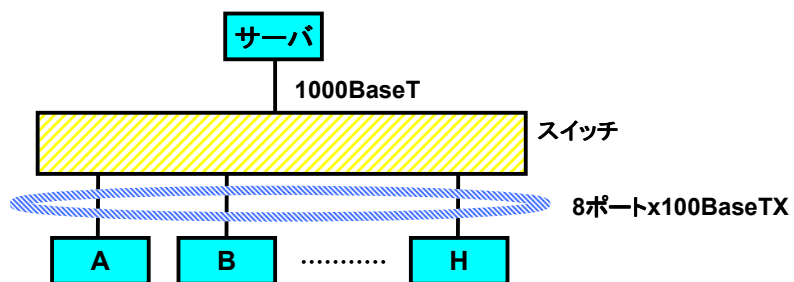 サーバ
1000BaseT
スイッチ
8ポートx100BaseTX
A
B
...........
H